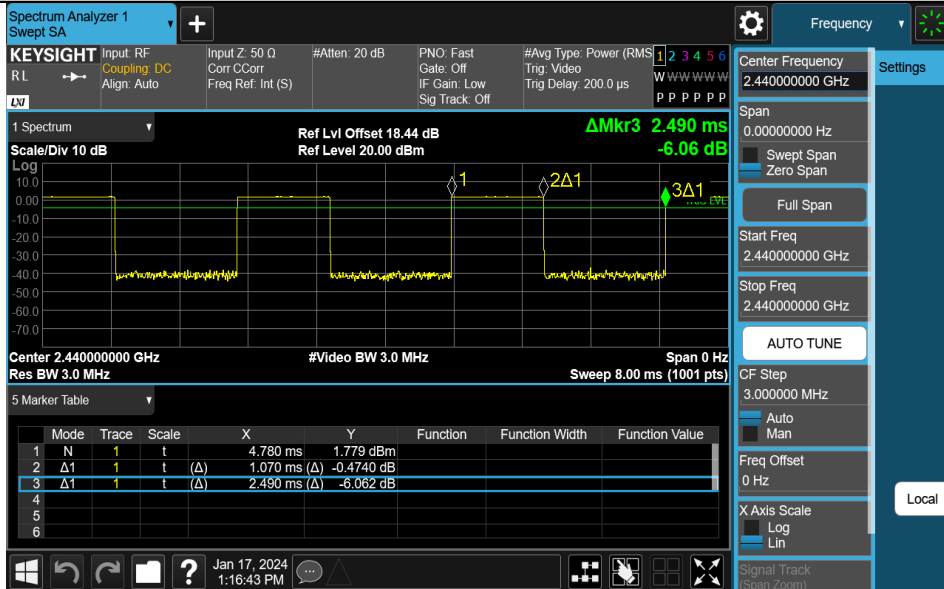 Spectrum Analyzer 1
Swept SA
+
Frequency
KEYSIGHT
R L
LXI
Input: RF
Coupling: DC
Align: Auto
Input Z: 50 Ω
Corr CCorr
Freq Ref: Int (S)
#Atten: 20 dB
PNO: Fast
Gate: Off
IF Gain: Low
Sig Track: Off
#Avg Type: Power (RMS
Trig: Video
Trig Delay: 200.0 µs
1 2 3 4 5 6
W W W W W W
P P P P P P
1 Spectrum
Scale/Div 10 dB
Ref Lvl Offset 18.44 dB
Ref Level 20.00 dBm
ΔMkr3 2.490 ms
-6.06 dB
Log
10.0
0.00
-10.0
-20.0
-30.0
-40.0
-50.0
-60.0
-70.0
1
2Δ1
3Δ1
Center 2.440000000 GHz
Res BW 3.0 MHz
#Video BW 3.0 MHz
Span 0 Hz
Sweep 8.00 ms (1001 pts)
5 Marker Table
Mode Trace Scale X Y Function Function Width Function Value
1 N 1 t 4.780 ms 1.779 dBm
2 Δ1 1 t (Δ) 1.070 ms (Δ) -0.4740 dB
3 Δ1 1 t (Δ) 2.490 ms (Δ) -6.062 dB
4
5
6
Jan 17, 2024
1:16:43 PM
?
Center Frequency
2.440000000 GHz
Span
0.00000000 Hz
Swept Span
Zero Span
Full Span
Start Freq
2.440000000 GHz
Stop Freq
2.440000000 GHz
AUTO TUNE
CF Step
3.000000 MHz
Auto
Man
Freq Offset
0 Hz
X Axis Scale
Log
Lin
Signal Track
(Span Zoom)
Settings
Local